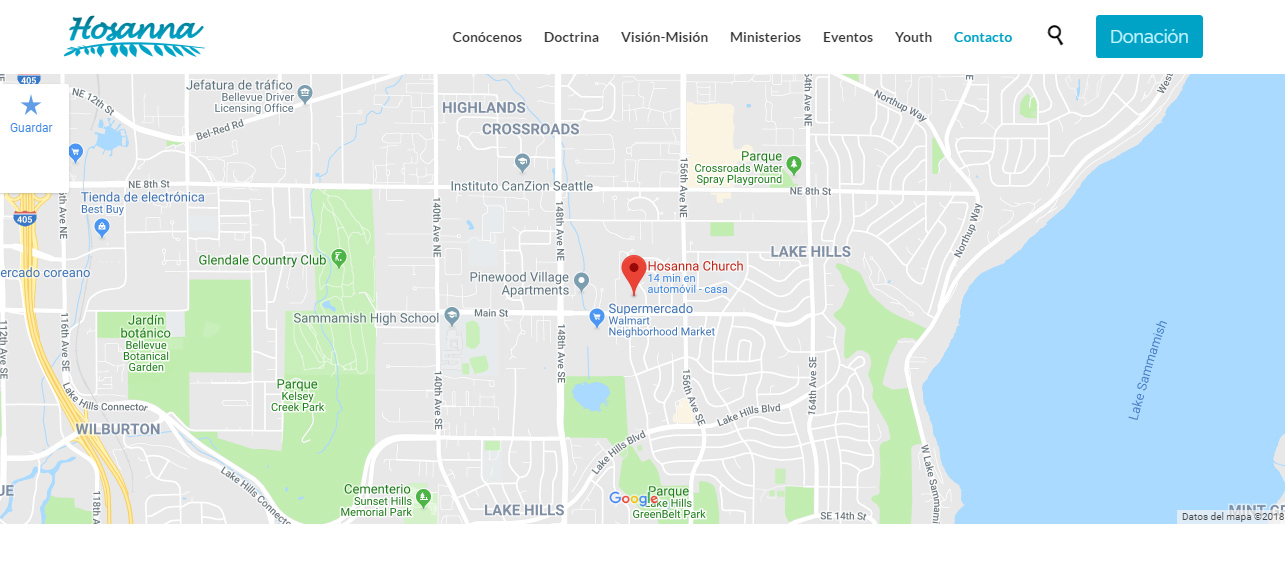 Hosanna
Conócenos Doctrina Visión-Misión Ministerios Eventos Youth Contacto Donación
Guardar
405
NE 12th St
Jefatura de tráfico
Bellevue Driver
Licensing Office
Bel-Red Rd
HIGHLANDS
CROSSROADS
Northup Way
164th Ave NE
West
Parque
Crossroads Water
Spray Playground
156th Ave NE
NE 8th St
NE 8th St
Instituto CanZion Seattle
Tienda de electrónica
Best Buy
405
140th Ave NE
148th Ave NE
Northup Way
LAKE HILLS
Glendale Country Club
Hosanna Church
14 min en
automóvil - casa
ercado coreano
Pinewood Village
Apartments
Supermercado
Walmart
Neighborhood Market
Sammamish High School
Main St
Jardín
botánico
Bellevue
Botanical
Garden
112th Ave SE
116th Ave SE
148th Ave SE
140th Ave SE
156th Ave SE
164th Ave SE
Lake Sammamish
Parque
Kelsey
Creek Park
Lake Hills Connector
WILBURTON
Lake Hills Blvd
Lake Hills Blvd
W Lake Sammam
Lake Hills Connec
118th
UE
Cementerio
Sunset Hills
Memorial Park
LAKE HILLS
Google
Parque
Lake Hills
GreenBelt Park
SE 14th St
Datos del mapa ©2018